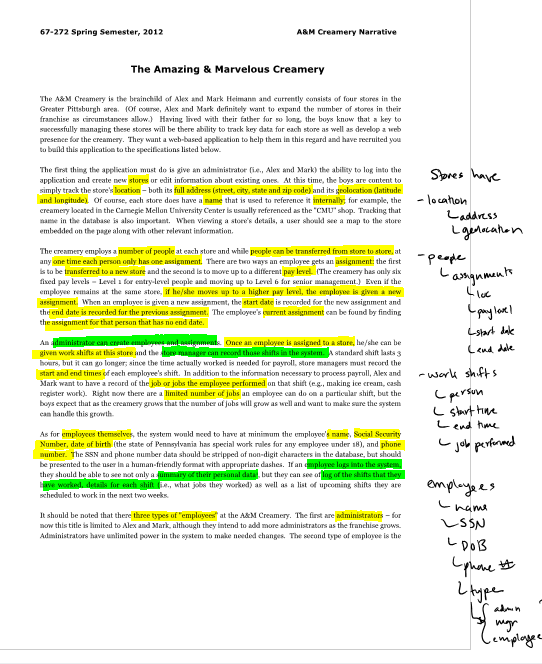 67-272 Spring Semester, 2012 A&M Creamery Narrative
The Amazing & Marvelous Creamery
The A&M Creamery is the brainchild of Alex and Mark Heimann and currently consists of four stores in the
Greater Pittsburgh area. (Of course, Alex and Mark definitely want to expand the number of stores in their
franchise as circumstances allow.) Having lived with their father for so long, the boys know that a key to
successfully managing these stores will be there ability to track key data for each store as well as develop a web
presence for the creamery. They want a web-based application to help them in this regard and have recruited you
to build this application to the specifications listed below.
The first thing the application must do is give an administrator (i.e., Alex and Mark) the ability to log into the
application and create new stores or edit information about existing ones. At this time, the boys are content to
simply track the store's location – both its full address (street, city, state and zip code) and its geolocation (latitude
and longitude). Of course, each store does have a name that is used to reference it internally; for example, the
creamery located in the Carnegie Mellon University Center is usually referenced as the "CMU" shop. Tracking that
name in the database is also important. When viewing a store's details, a user should see a map to the store
embedded on the page along with other relevant information.
The creamery employs a number of people at each store and while people can be transferred from store to store, at
any one time each person only has one assignment. There are two ways an employee gets an assignment: the first
is to be transferred to a new store and the second is to move up to a different pay level. (The creamery has only six
fixed pay levels – Level 1 for entry-level people and moving up to Level 6 for senior management.) Even if the
employee remains at the same store, if he/she moves up to a higher pay level, the employee is given a new
assignment. When an employee is given a new assignment, the start date is recorded for the new assignment and
the end date is recorded for the previous assignment. The employee's current assignment can be found by finding
the assignment for that person that has no end date.
An administrator can create employees and assignments. Once an employee is assigned to a store, he/she can be
given work shifts at this store and the store manager can record those shifts in the system. A standard shift lasts 3
hours, but it can go longer; since the actual time worked is needed for payroll, store managers must record the
start and end times of each employee's shift. In addition to the information necessary to process payroll, Alex and
Mark want to have a record of the job or jobs the employee performed on that shift (e.g., making ice cream, cash
register work). Right now there are a limited number of jobs an employee can do on a particular shift, but the
boys expect that as the creamery grows that the number of jobs will grow as well and want to make sure the system
can handle this growth.
As for employees themselves, the system would need to have at minimum the employee's name, Social Security
Number, date of birth (the state of Pennsylvania has special work rules for any employee under 18), and phone
number. The SSN and phone number data should be stripped of non-digit characters in the database, but should
be presented to the user in a human-friendly format with appropriate dashes. If an employee logs into the system,
they should be able to see not only a summary of their personal data, but they can see of log of the shifts that they
have worked, details for each shift (i.e., what jobs they worked) as well as a list of upcoming shifts they are
scheduled to work in the next two weeks.
It should be noted that there three types of "employees" at the A&M Creamery. The first are administrators – for
now this title is limited to Alex and Mark, although they intend to add more administrators as the franchise grows.
Administrators have unlimited power in the system to make needed changes. The second type of employee is the
Stores have
- location
address
geolocation
- people
assignments
loc
pay level
start date
end date
- work shifts
person
start time
end time
job performed
employees
name
SSN
DOB
phone #
type
admin
mgr
employee